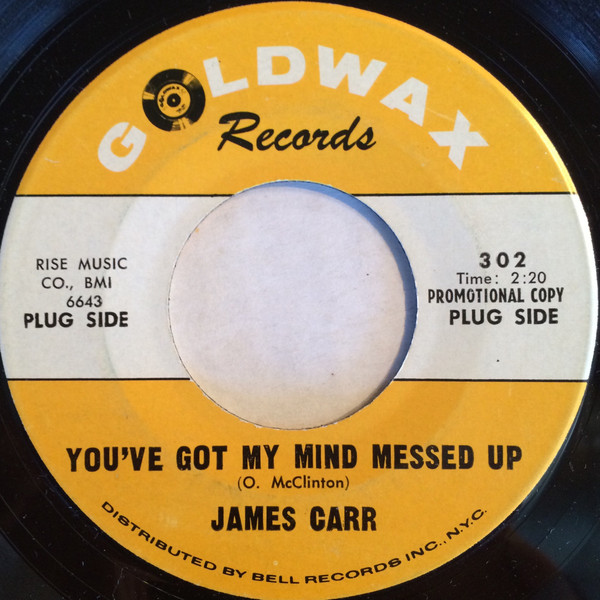 GOLDWAX
Records
RISE MUSIC
CO., BMI
6643
PLUG SIDE
302
Time: 2:20
PROMOTIONAL COPY
PLUG SIDE
YOU'VE GOT MY MIND MESSED UP
(O. McClinton)
JAMES CARR
DISTRIBUTED BY BELL RECORDS INC., N.Y.C.